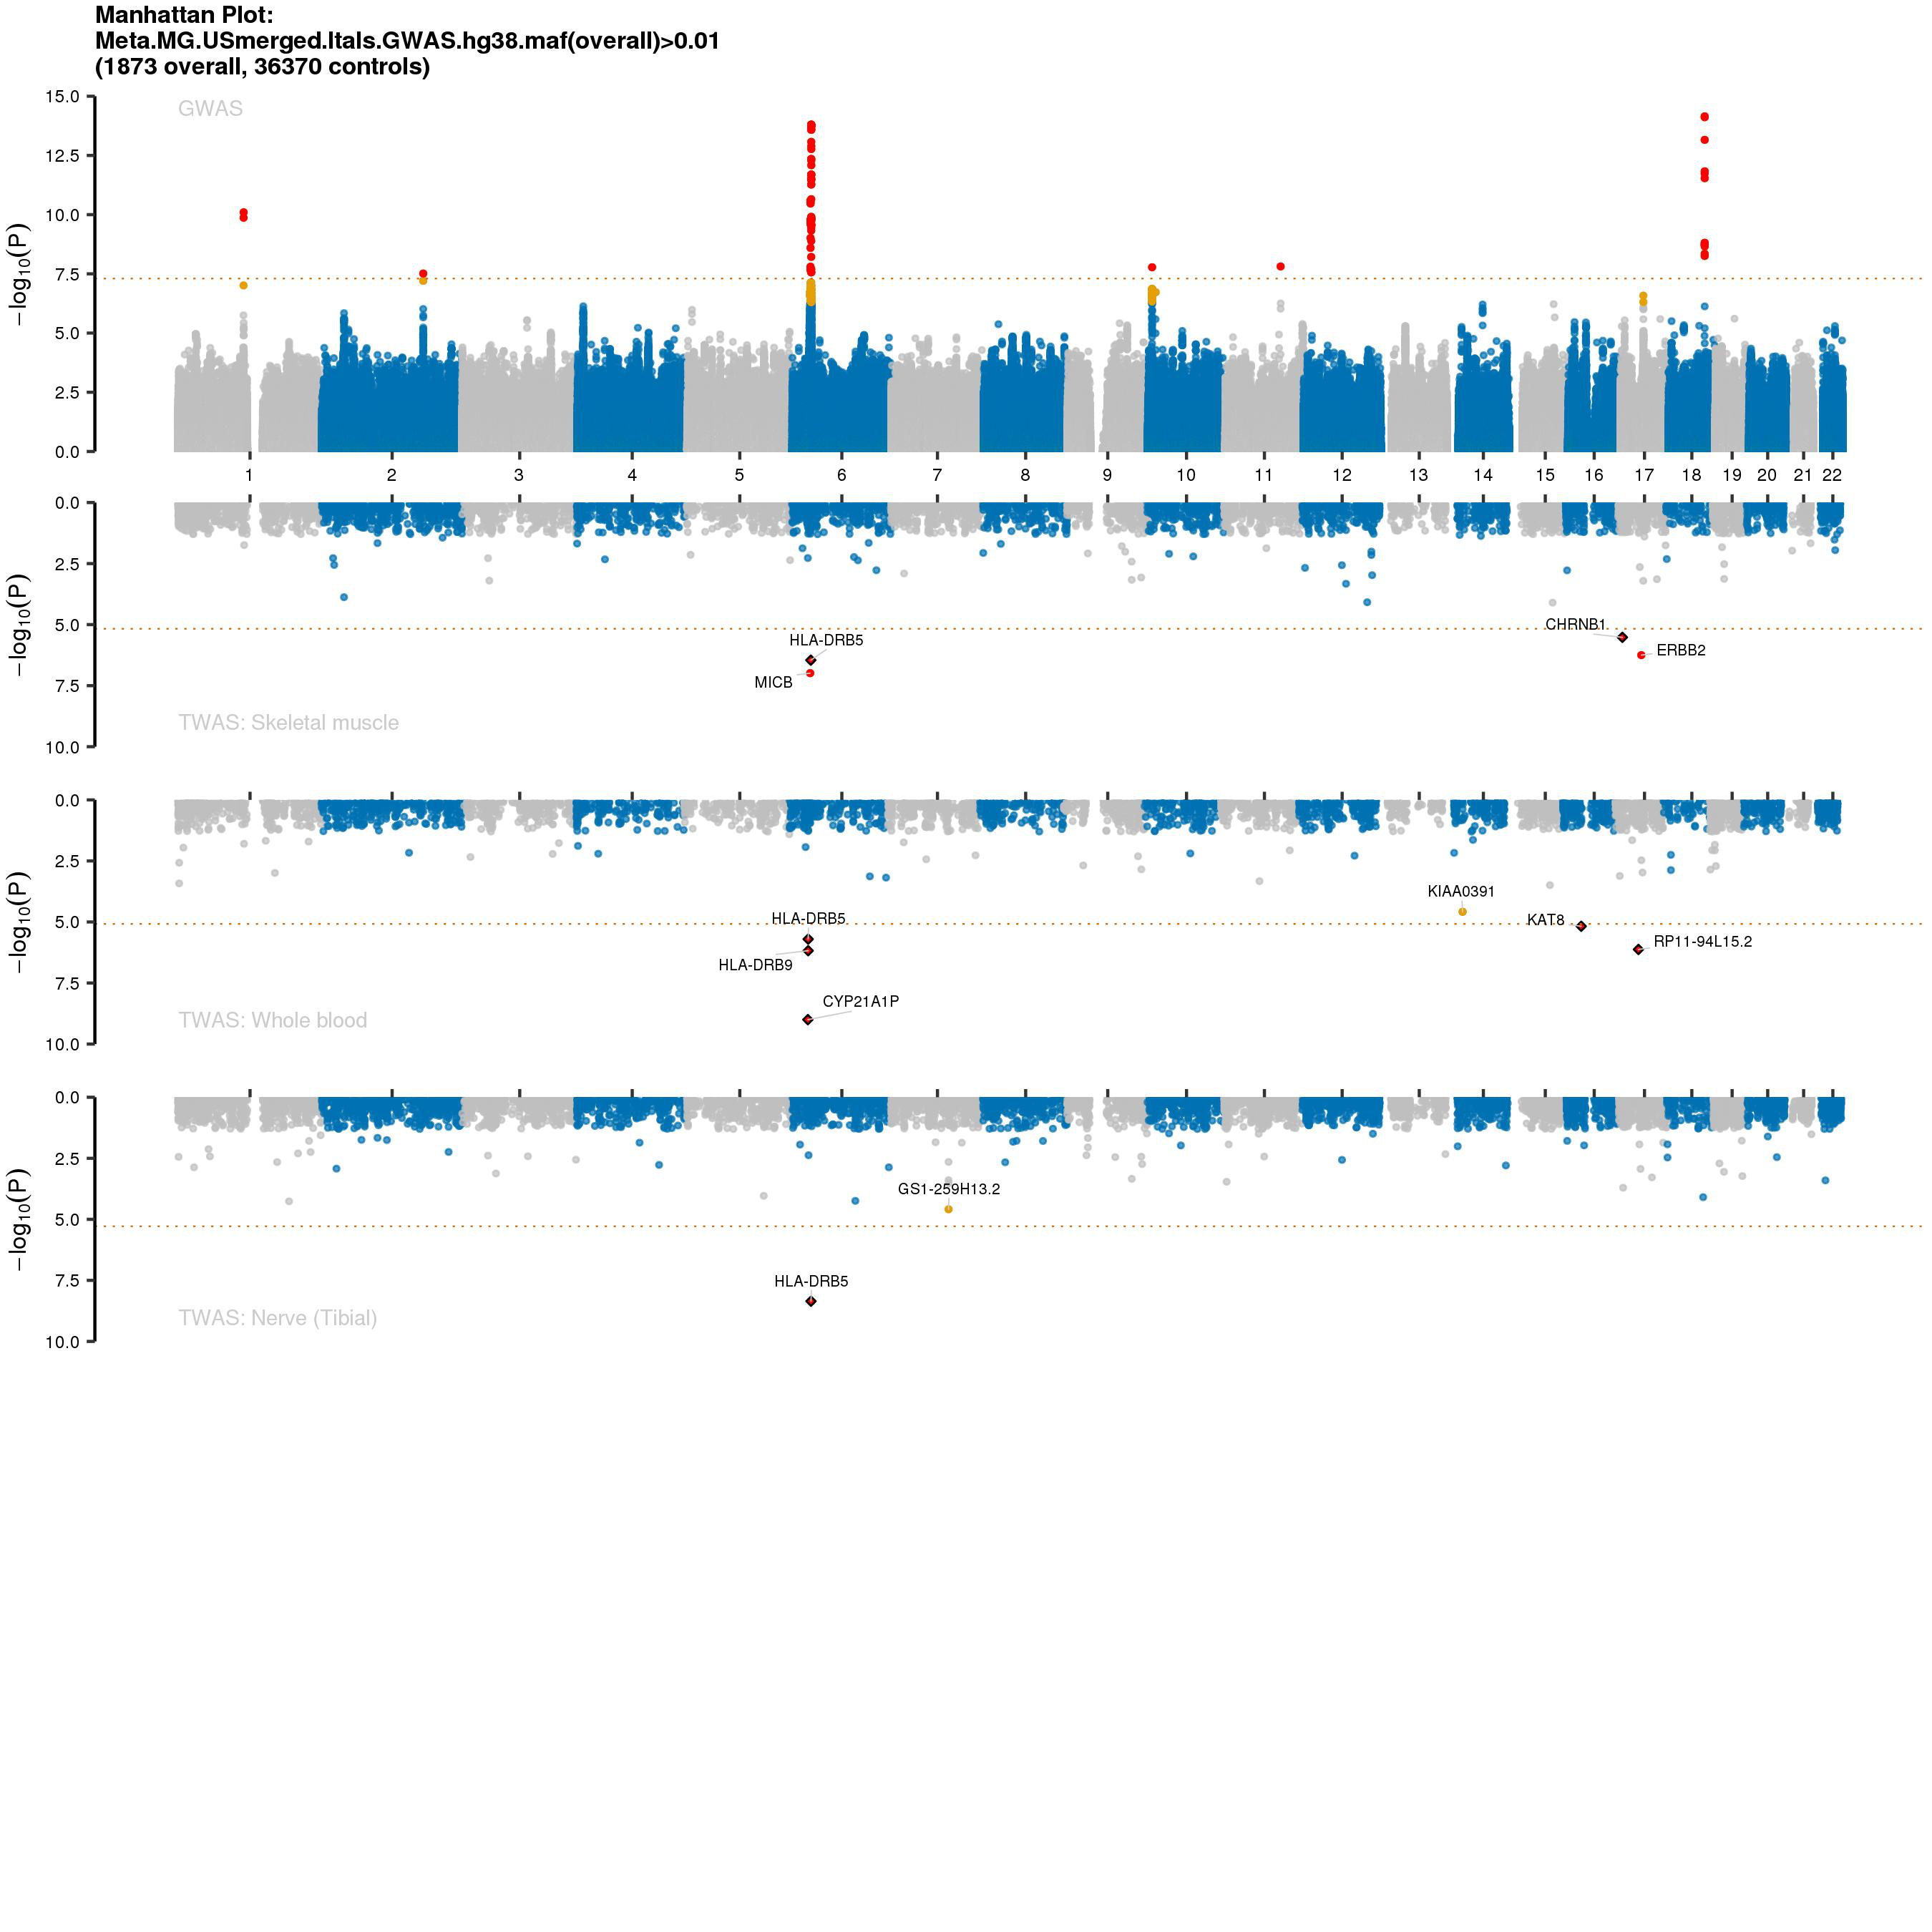 Manhattan Plot:
Meta.MG.USmerged.Itals.GWAS.hg38.maf(overall)>0.01
(1873 overall, 36370 controls)
GWAS
15.0
12.5
10.0
7.5
5.0
2.5
0.0
−log10(P)
1 2 3 4 5 6 7 8 9 10 11 12 13 14 15 16 17 18 19 20 21 22
0.0
2.5
5.0
7.5
10.0
−log10(P)
CHRNB1
HLA-DRB5
ERBB2
MICB
TWAS: Skeletal muscle
0.0
2.5
5.0
7.5
10.0
−log10(P)
KIAA0391
HLA-DRB5
KAT8
RP11-94L15.2
HLA-DRB9
CYP21A1P
TWAS: Whole blood
0.0
2.5
5.0
7.5
10.0
−log10(P)
GS1-259H13.2
HLA-DRB5
TWAS: Nerve (Tibial)